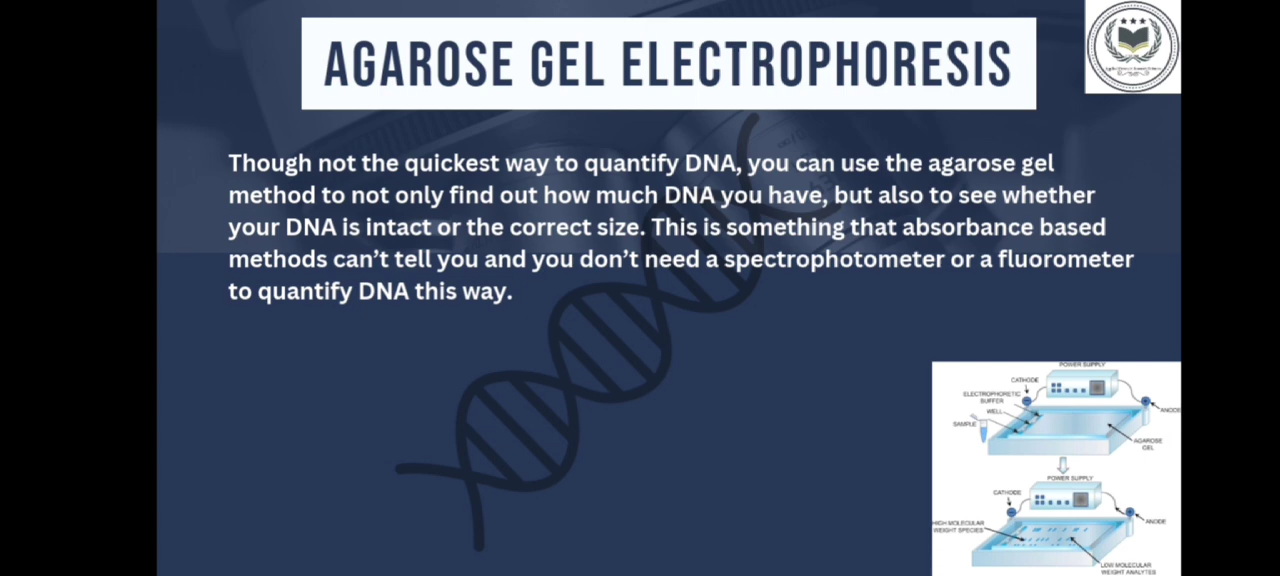 AGAROSE GEL ELECTROPHORESIS
Though not the quickest way to quantify DNA, you can use the agarose gel
method to not only find out how much DNA you have, but also to see whether
your DNA is intact or the correct size. This is something that absorbance based
methods can’t tell you and you don’t need a spectrophotometer or a fluorometer
to quantify DNA this way.
POWER SUPPLY
CATHODE
ELECTROPHORETIC
BUFFER
WELL
SAMPLE
ANODE
AGAROSE
GEL
POWER SUPPLY
CATHODE
ANODE
HIGH MOLECULAR
WEIGHT SPECIES
LOW MOLECULAR
WEIGHT ANALYTES